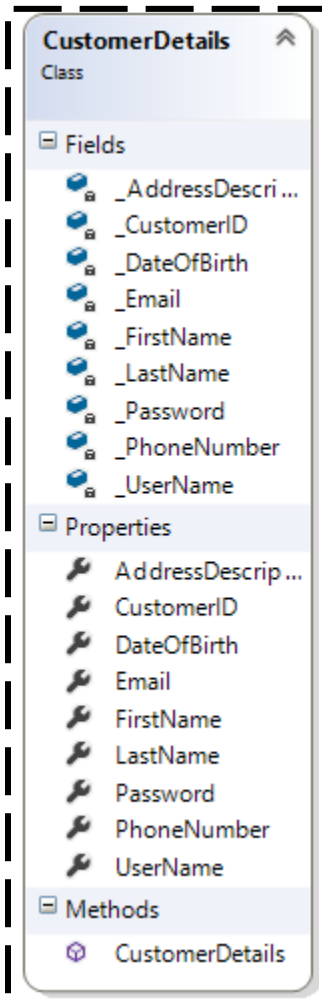 CustomerDetails
Class
Fields
_AddressDescri...
_CustomerID
_DateOfBirth
_Email
_FirstName
_LastName
_Password
_PhoneNumber
_UserName
Properties
AddressDescrip...
CustomerID
DateOfBirth
Email
FirstName
LastName
Password
PhoneNumber
UserName
Methods
CustomerDetails